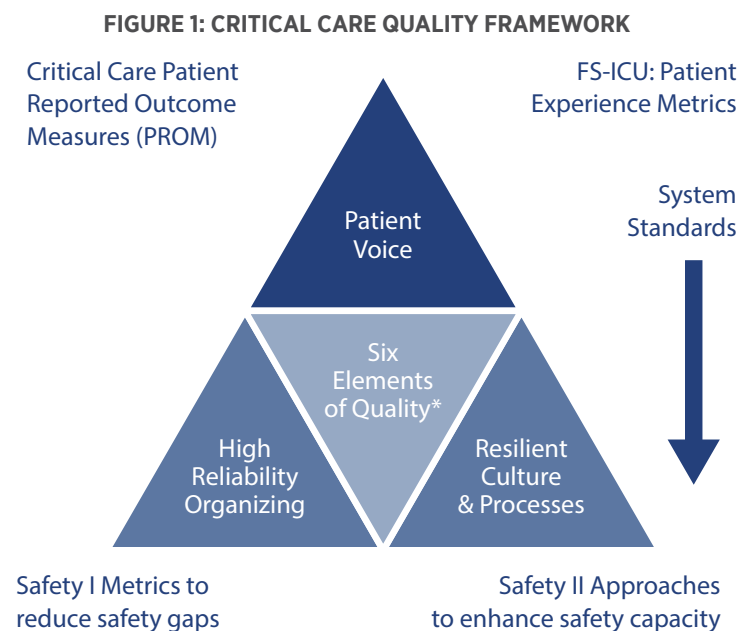 FIGURE 1: CRITICAL CARE QUALITY FRAMEWORK
Critical Care Patient
Reported Outcome
Measures (PROM)
FS-ICU: Patient
Experience Metrics
System
Standards
Patient
Voice
Six
Elements
of Quality*
High
Reliability
Organizing
Resilient
Culture
& Processes
Safety I Metrics to
reduce safety gaps
Safety II Approaches
to enhance safety capacity